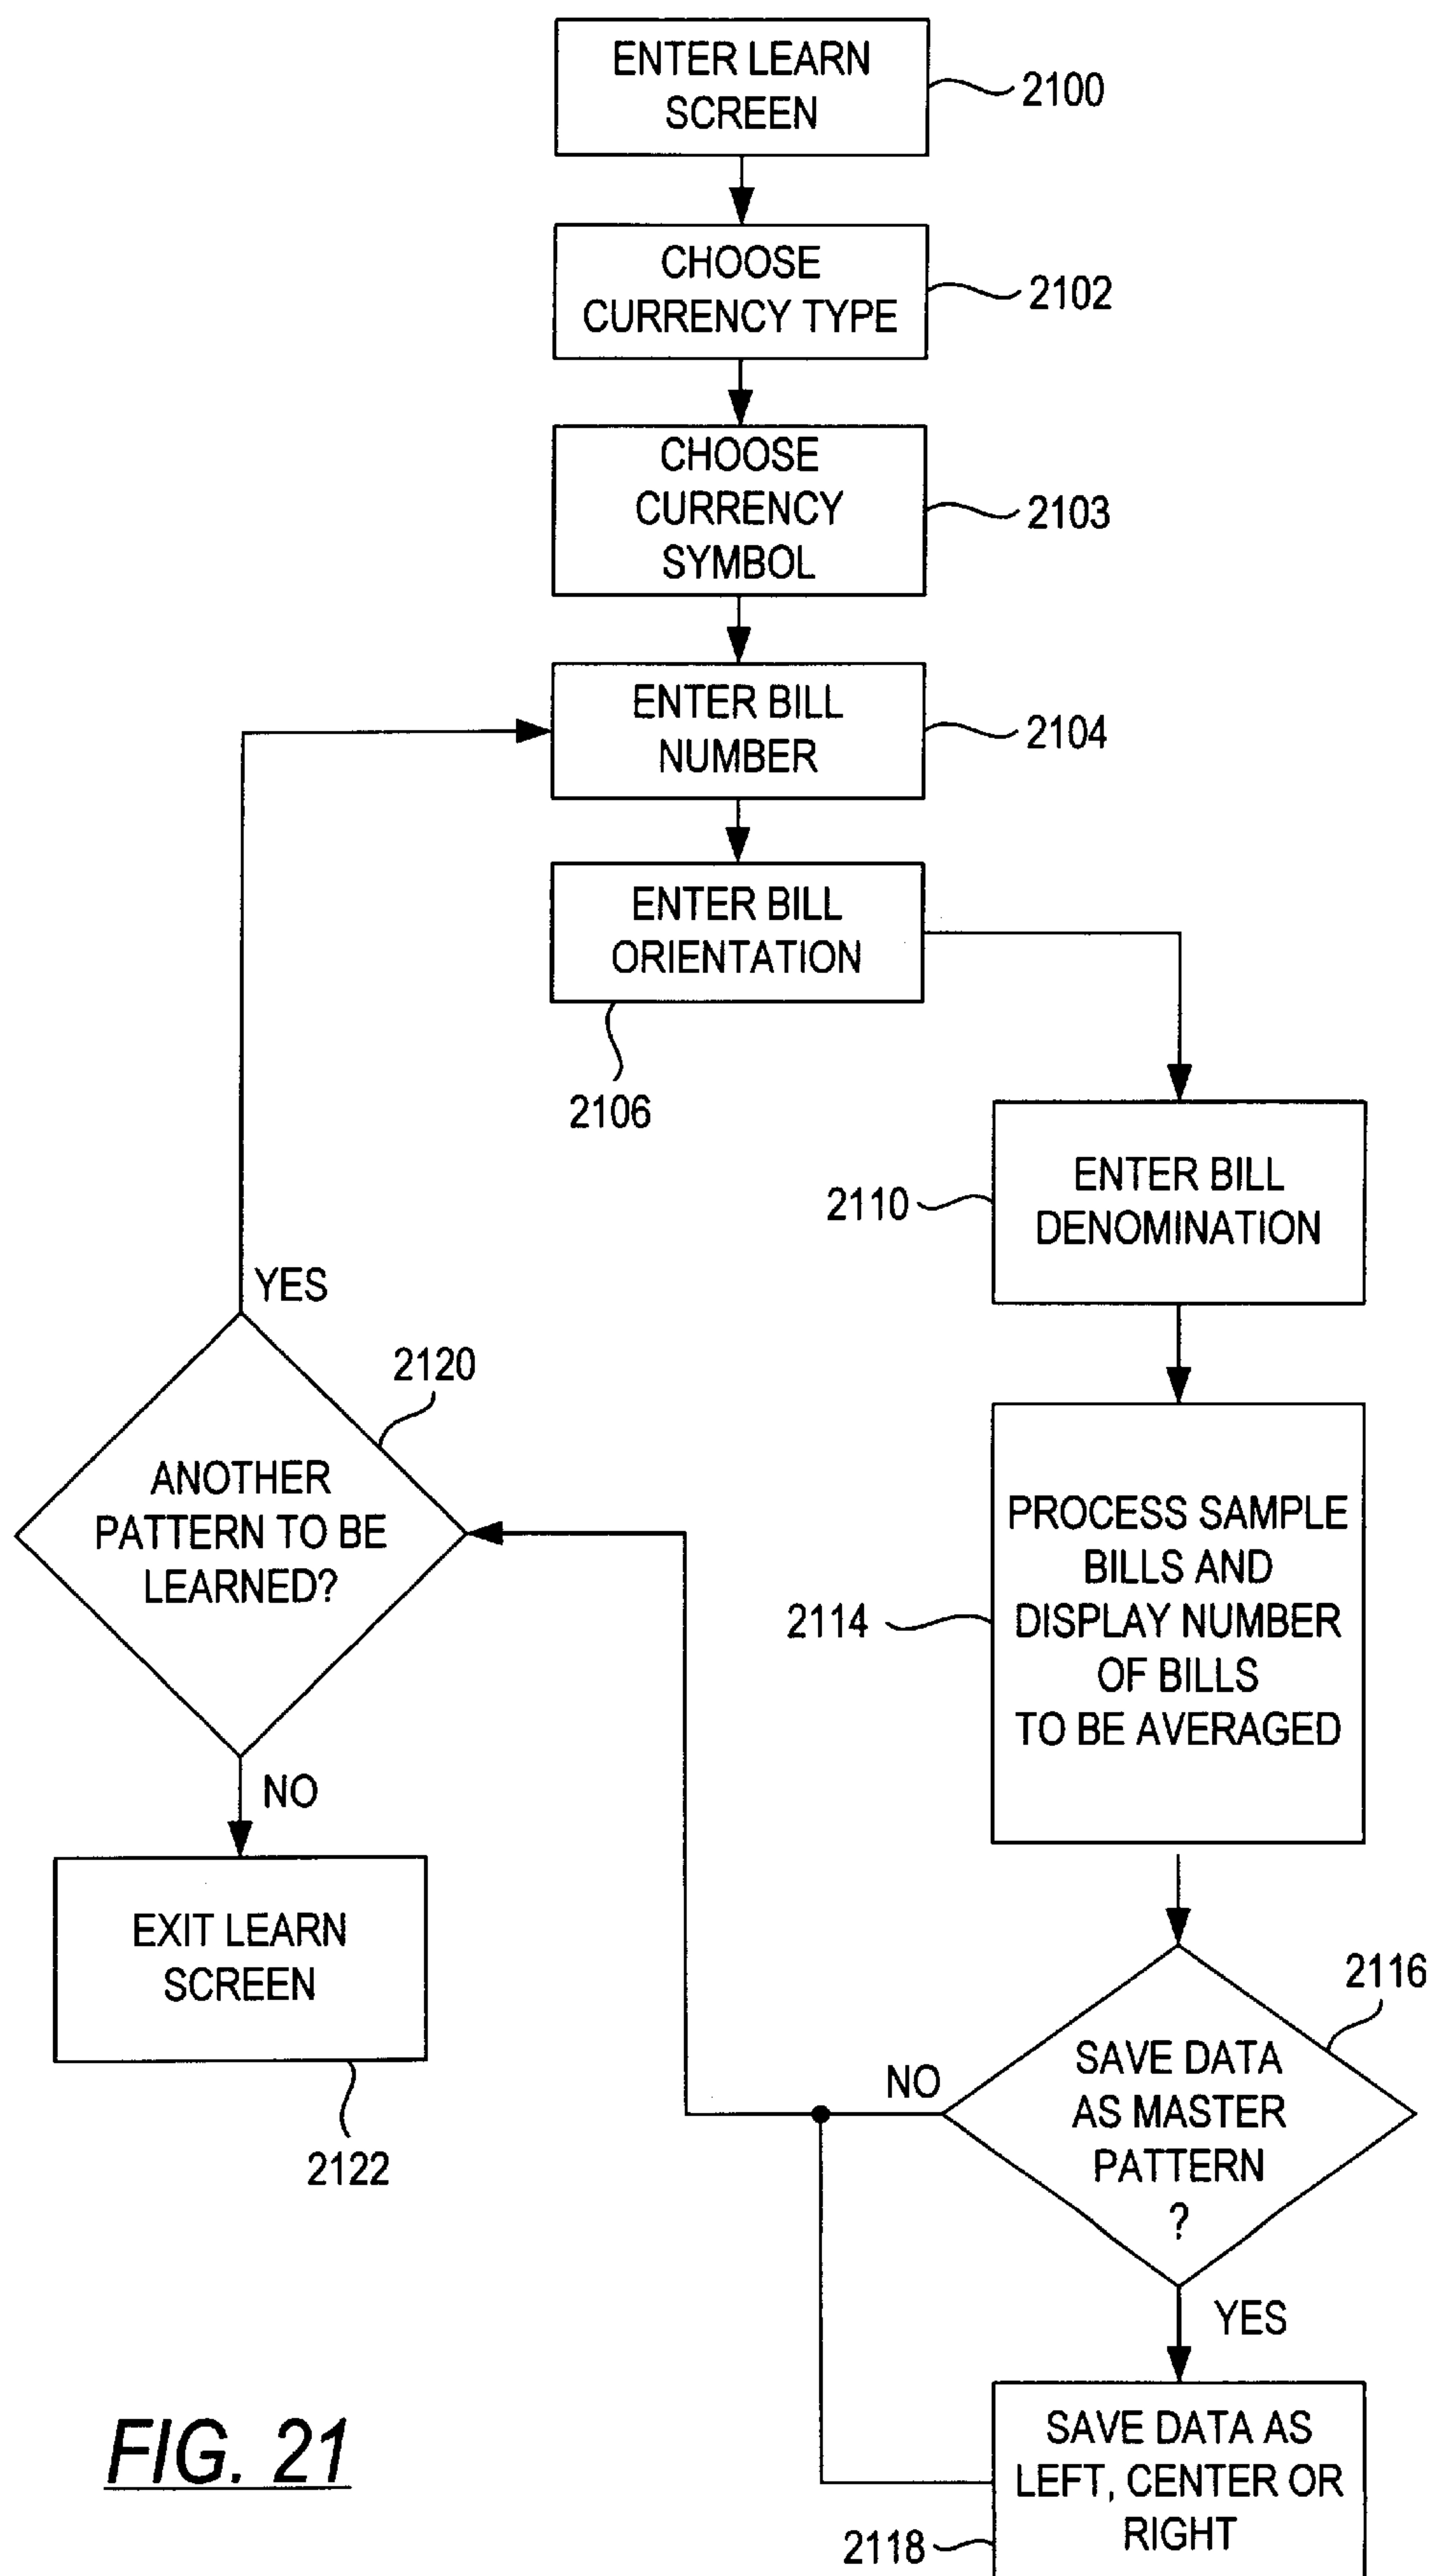 ENTER LEARN
SCREEN
2100
CHOOSE
CURRENCY TYPE
2102
CHOOSE
CURRENCY
SYMBOL
2103
ENTER BILL
NUMBER
2104
ENTER BILL
ORIENTATION
2106
ENTER BILL
DENOMINATION
2110
PROCESS SAMPLE
BILLS AND
DISPLAY NUMBER
OF BILLS
TO BE AVERAGED
2114
SAVE DATA
AS MASTER
PATTERN
?
2116
NO
YES
SAVE DATA AS
LEFT, CENTER OR
RIGHT
2118
YES
2120
ANOTHER
PATTERN TO BE
LEARNED?
NO
EXIT LEARN
SCREEN
2122
FIG. 21